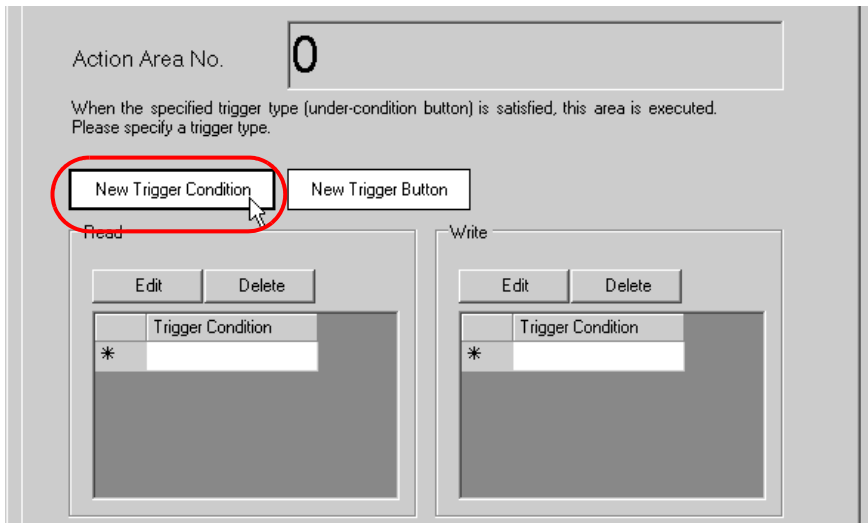 Action Area No. 0
When the specified trigger type (under-condition button) is satisfied, this area is executed.
Please specify a trigger type.
New Trigger Condition New Trigger Button
Read Write
Edit Delete Edit Delete
Trigger Condition Trigger Condition
* *